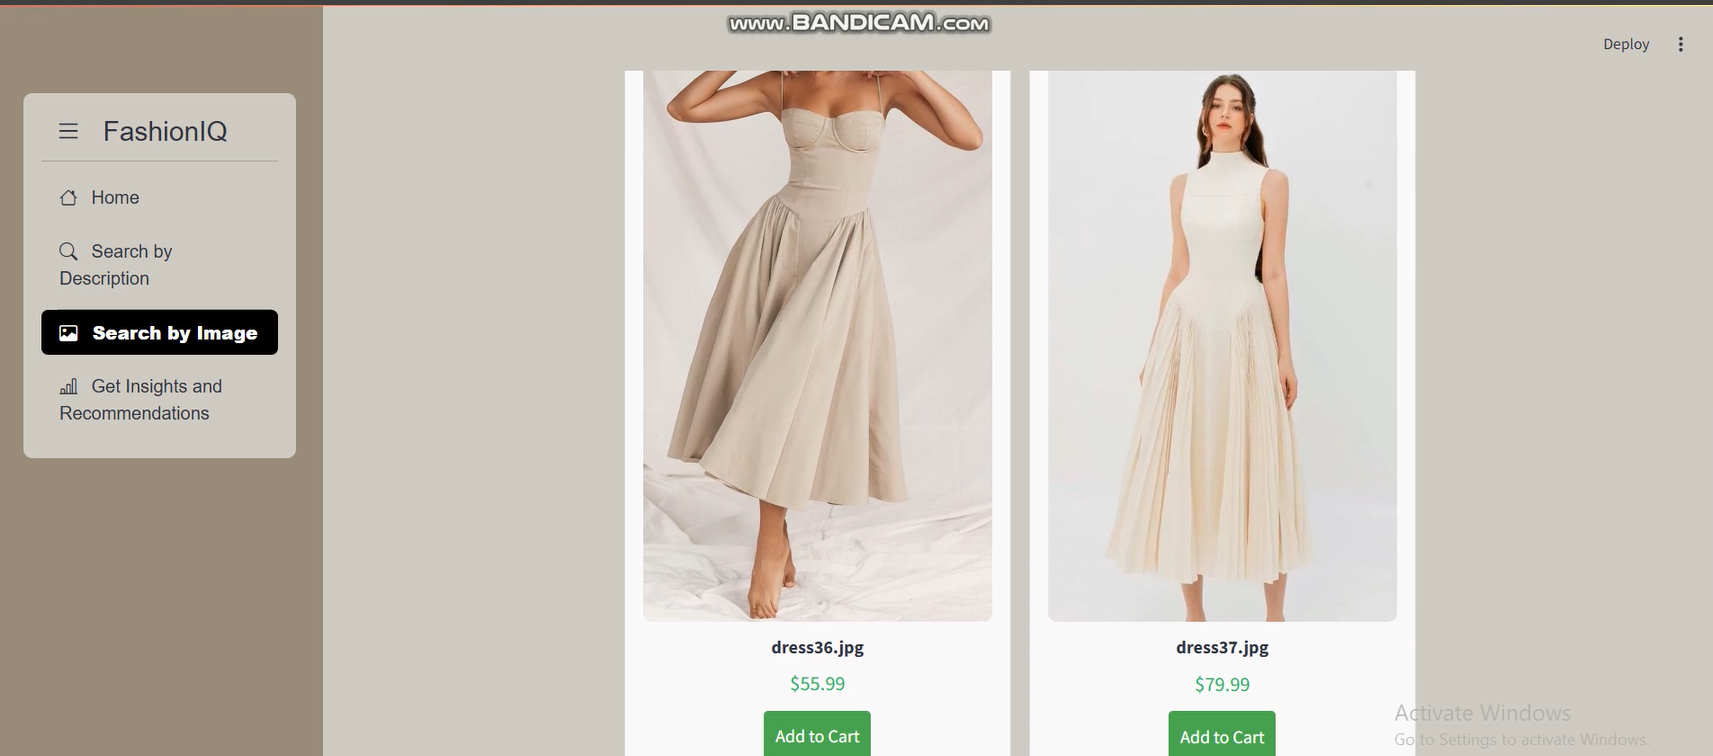 www.BANDICAM.com
Deploy
FashionIQ
Home
Search by
Description
Search by Image
Get Insights and
Recommendations
dress36.jpg
$55.99
Add to Cart
dress37.jpg
$79.99
Add to Cart
Activate Windows
Go to Settings to activate Windows.